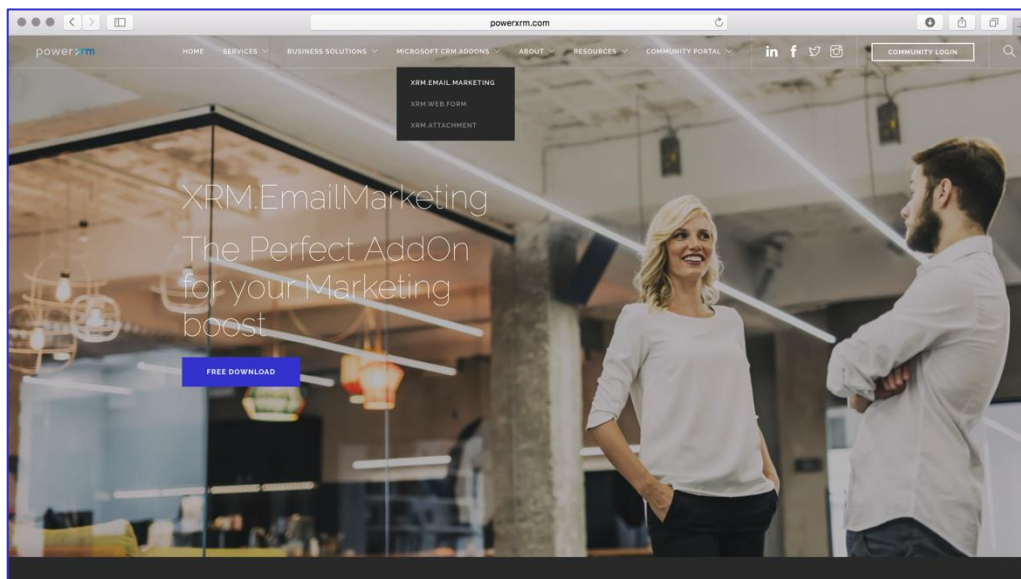 powerxrm.com
powerxrm
HOME SERVICES BUSINESS SOLUTIONS MICROSOFT CRM ADDONS ABOUT RESOURCES COMMUNITY PORTAL in f COMMUNITY LOGIN
XRM.EMAIL.MARKETING
XRM.WEB.FORM
XRM.ATTACHMENT
XRM.EmailMarketing
The Perfect AddOn
for your Marketing
boost
FREE DOWNLOAD